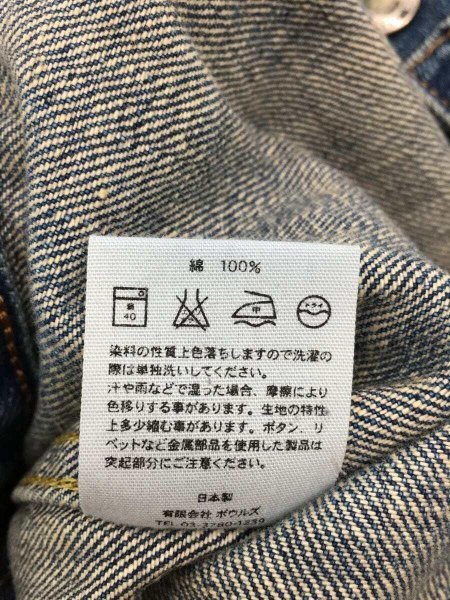 綿 100%
弱
40
中
ドライ
染料の性質上色落ちしますので洗濯
の際は単独洗いしてください。
汗や雨などで湿った場合、摩擦により
色移りする事があります。生地の特性
上多少縮む事があります。ボタン、リ
ベットなど金属部品を使用した製品は
突起部分にご注意ください。
日本製
有限会社 ボウルズ
TEL 03-3280-1239